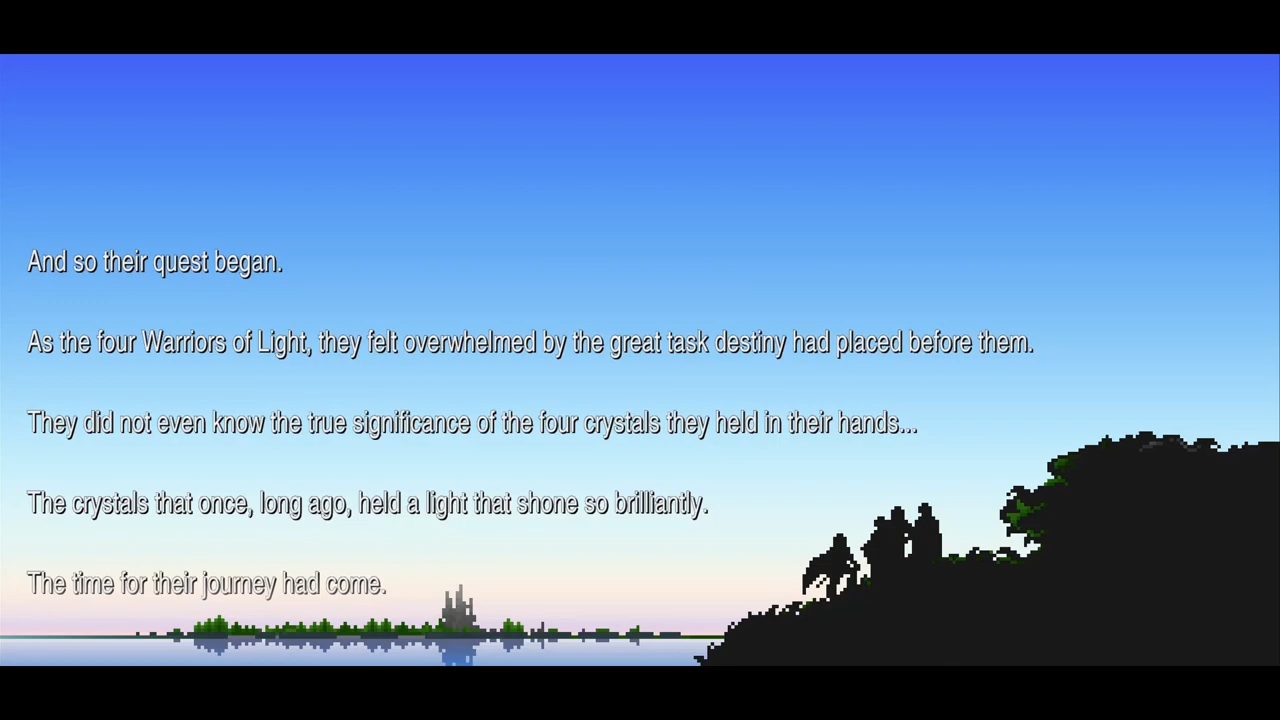 And so their quest began.
As the four Warriors of Light, they felt overwhelmed by the great task destiny had placed before them.
They did not even know the true significance of the four crystals they held in their hands...
The crystals that once, long ago, held a light that shone so brilliantly.
The time for their journey had come.